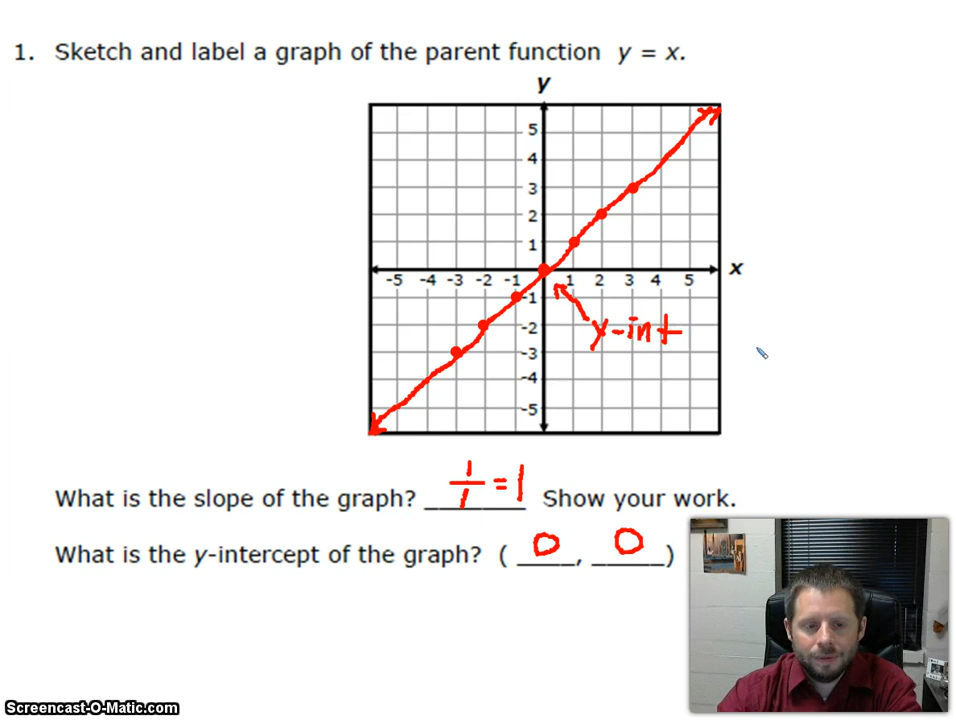 1. Sketch and label a graph of the parent function y = x.
y
5
4
3
2
1
x
-5 -4 -3 -2 -1 1 2 3 4 5
-1
-2
-3
-4
-5
y-int
What is the slope of the graph? 1/1 = 1 Show your work.
What is the y-intercept of the graph? ( 0, 0 )
Screencast-O-Matic.com